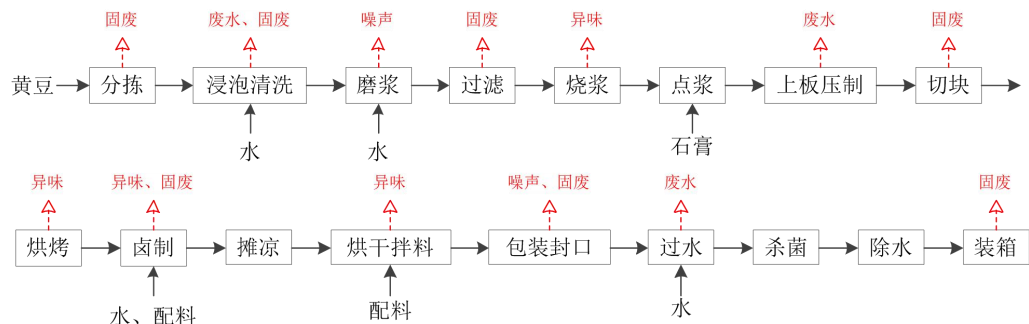 固废 废水、固废 噪声 固废 异味 废水 固废
黄豆 分拣 浸泡清洗 磨浆 过滤 烧浆 点浆 上板压制 切块
水 水 石膏
异味 异味、固废 异味 噪声、固废 废水 固废
烘烤 卤制 摊凉 烘干拌料 包装封口 过水 杀菌 除水 装箱
水、配料 配料 水